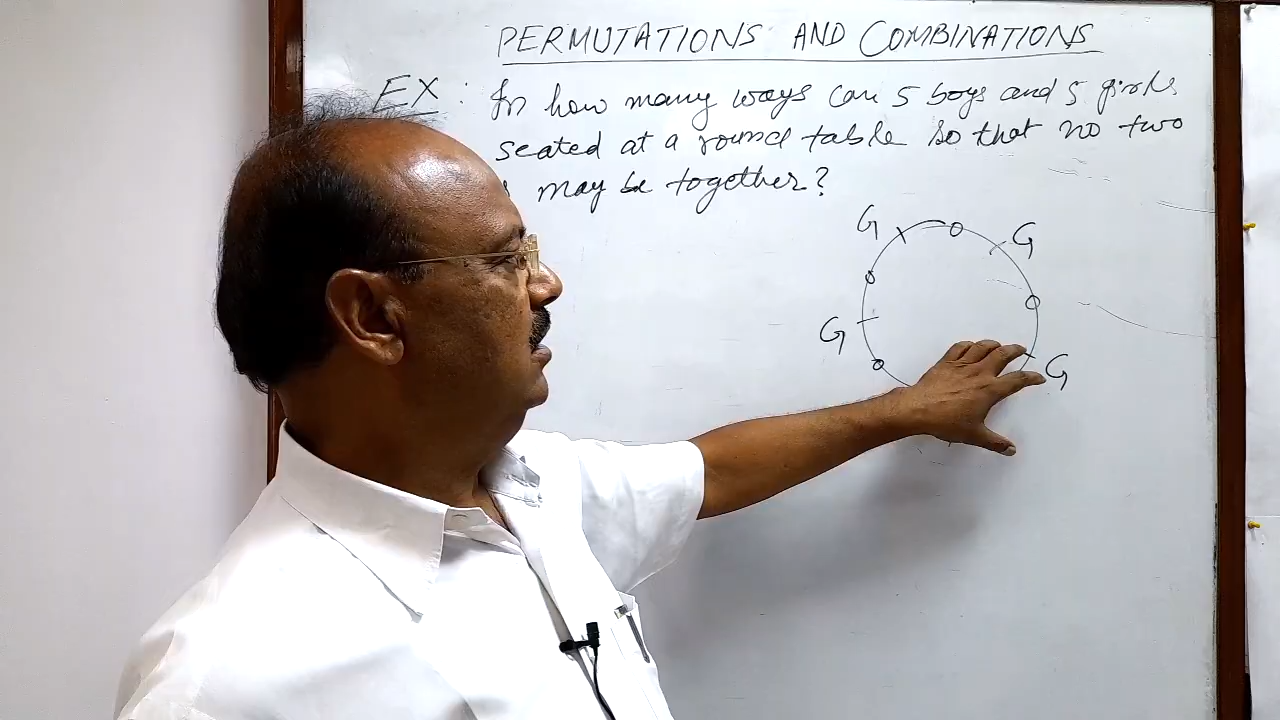 PERMUTATIONS AND COMBINATIONS
EX : In how many ways can 5 boys and 5 girls
seated at a round table so that no two
may be together?
G
G
G
G